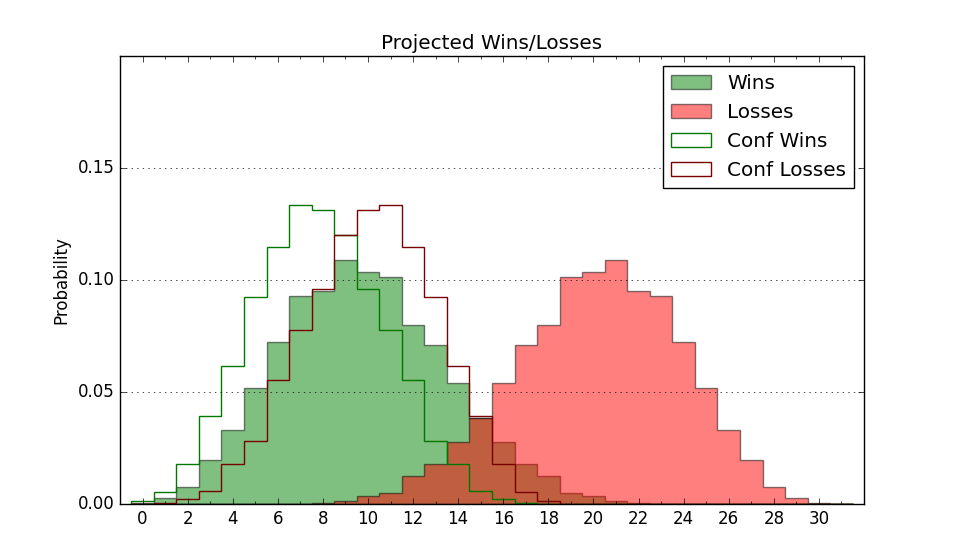 Projected Wins/Losses
Wins
Losses
Conf Wins
Conf Losses
Probability
0.15
0.10
0.05
0.00
0 2 4 6 8 10 12 14 16 18 20 22 24 26 28 30